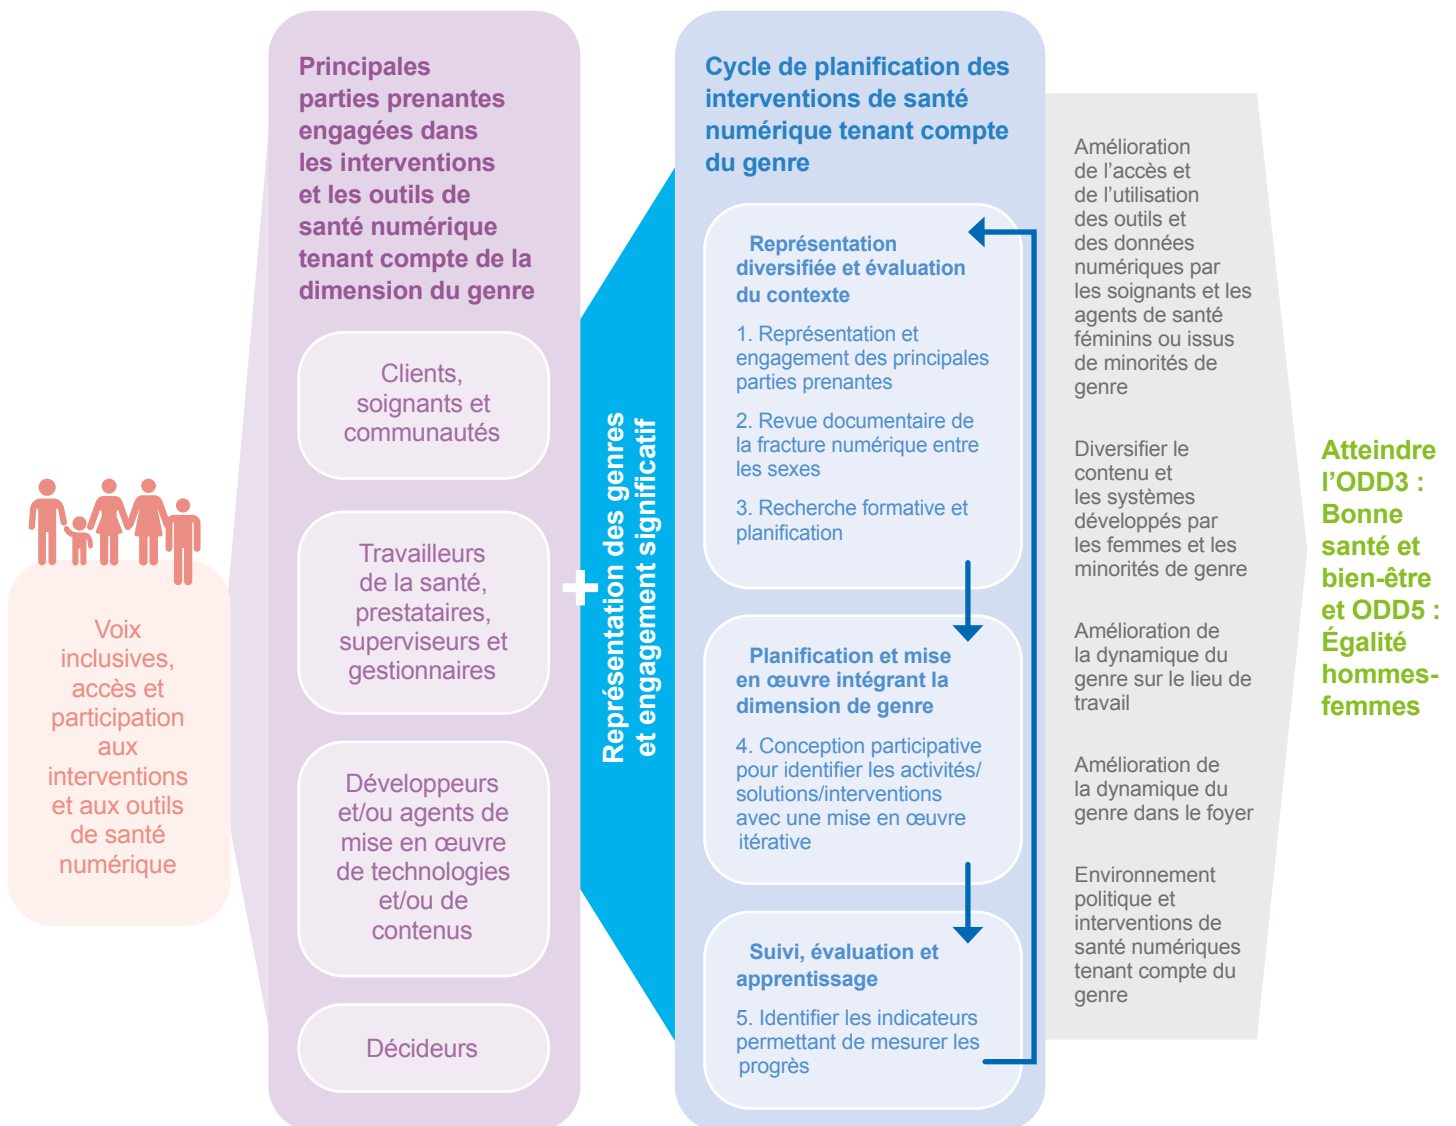 Voix
inclusives,
accès et
participation
aux
interventions
et aux outils
de santé
numérique
Principales
parties prenantes
engagées dans
les interventions
et les outils de
santé numérique
tenant compte de la
dimension du genre
Clients,
soignants et
communautés
Travailleurs
de la santé,
prestataires,
superviseurs et
gestionnaires
Développeurs
et/ou agents de
mise en œuvre
de technologies
et/ou de
contenus
Décideurs
+
Représentation des genres
et engagement significatif
Cycle de planification des
interventions de santé
numérique tenant compte
du genre
Représentation
diversifiée et évaluation
du contexte
1. Représentation et
engagement des principales
parties prenantes
2. Revue documentaire de
la fracture numérique entre
les sexes
3. Recherche formative et
planification
Planification et mise
en œuvre intégrant la
dimension de genre
4. Conception participative
pour identifier les activités/
solutions/interventions
avec une mise en œuvre
itérative
Suivi, évaluation et
apprentissage
5. Identifier les indicateurs
permettant de mesurer les
progrès
Amélioration
de l’accès et
de l’utilisation
des outils et
des données
numériques par
les soignants et les
agents de santé
féminins ou issus
de minorités de
genre
Diversifier le
contenu et
les systèmes
développés par
les femmes et les
minorités de genre
Amélioration de
la dynamique du
genre sur le lieu de
travail
Amélioration de
la dynamique du
genre dans le foyer
Environnement
politique et
interventions de
santé numériques
tenant compte du
genre
Atteindre
l’ODD3 :
Bonne
santé et
bien-être
et ODD5 :
Égalité
hommes-
femmes